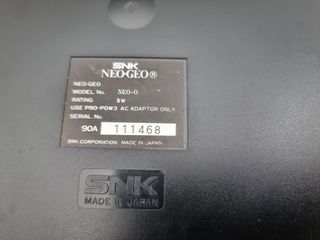 SNK
NEO·GEO®
NEO-GEO
MODEL No. NEO-0
RATING 8W
USE PRO-POW3 AC ADAPTOR ONLY
SERIAL No.
90A 111468
SNK CORPORATION MADE IN JAPAN
SNK
MADE IN JAPAN